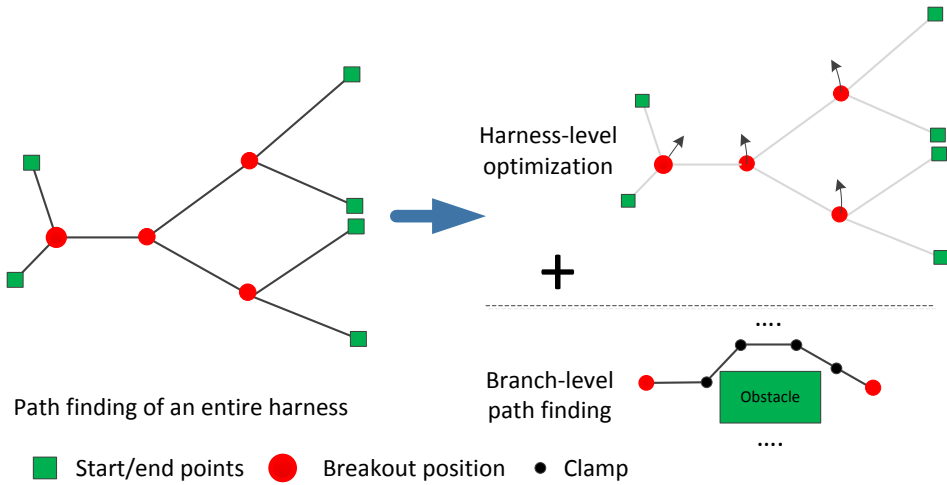 Harness-level
optimization
....
Branch-level
path finding
Obstacle
....
Path finding of an entire harness
Start/end points
Breakout position
Clamp